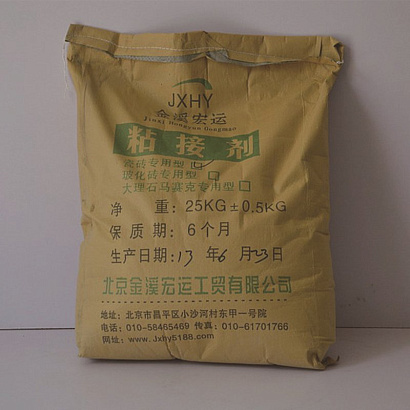 JXHY
金溪宏运
Jinxi Hongyun Gongmao
粘接剂
瓷砖专用型
玻化砖专用型
大理石马赛克专用型
净 重: 25KG±0.5KG
保 质 期: 6个月
生产日期: 13 年 6 月 23 日
北京金溪宏运工贸有限公司
地址: 北京市昌平区小沙河村东甲一号院
电话: 010-58465469 传真: 010-61701766
网址: www.Jxhy5188.com